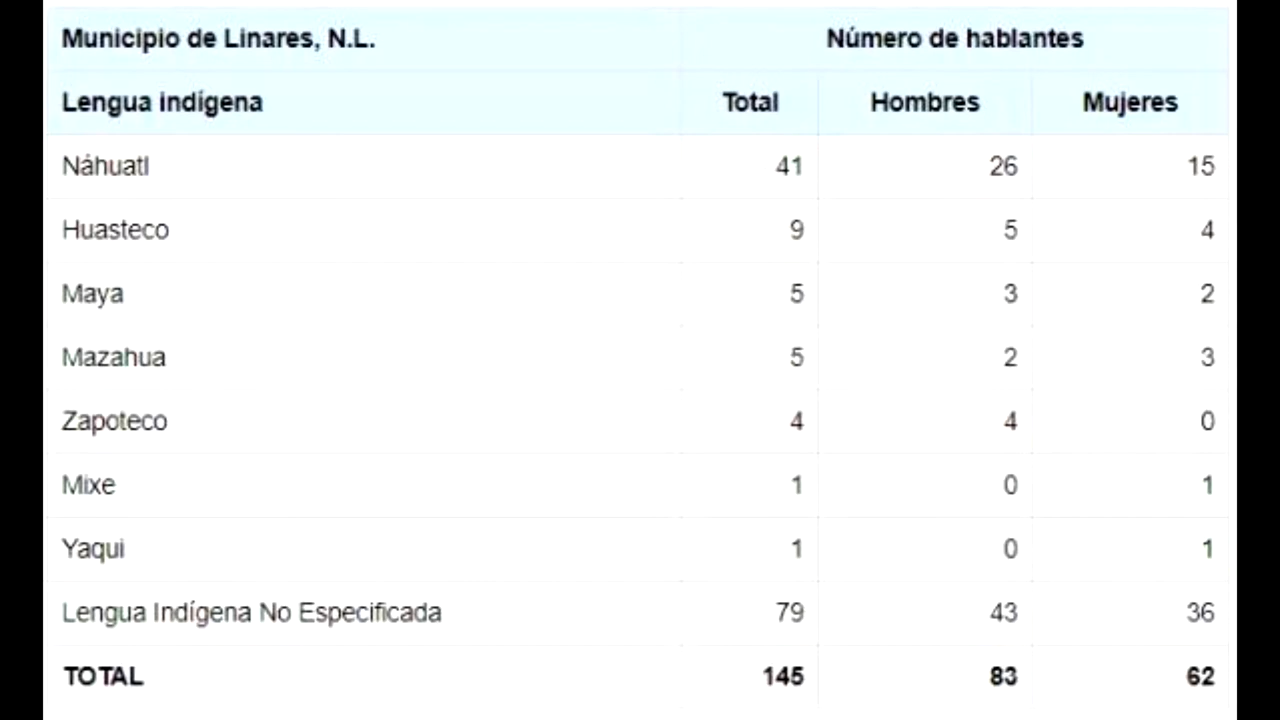 Municipio de Linares, N.L. Número de hablantes
Lengua indígena Total Hombres Mujeres
Náhuatl 41 26 15
Huasteco 9 5 4
Maya 5 3 2
Mazahua 5 2 3
Zapoteco 4 4 0
Mixe 1 0 1
Yaqui 1 0 1
Lengua Indígena No Especificada 79 43 36
TOTAL 145 83 62